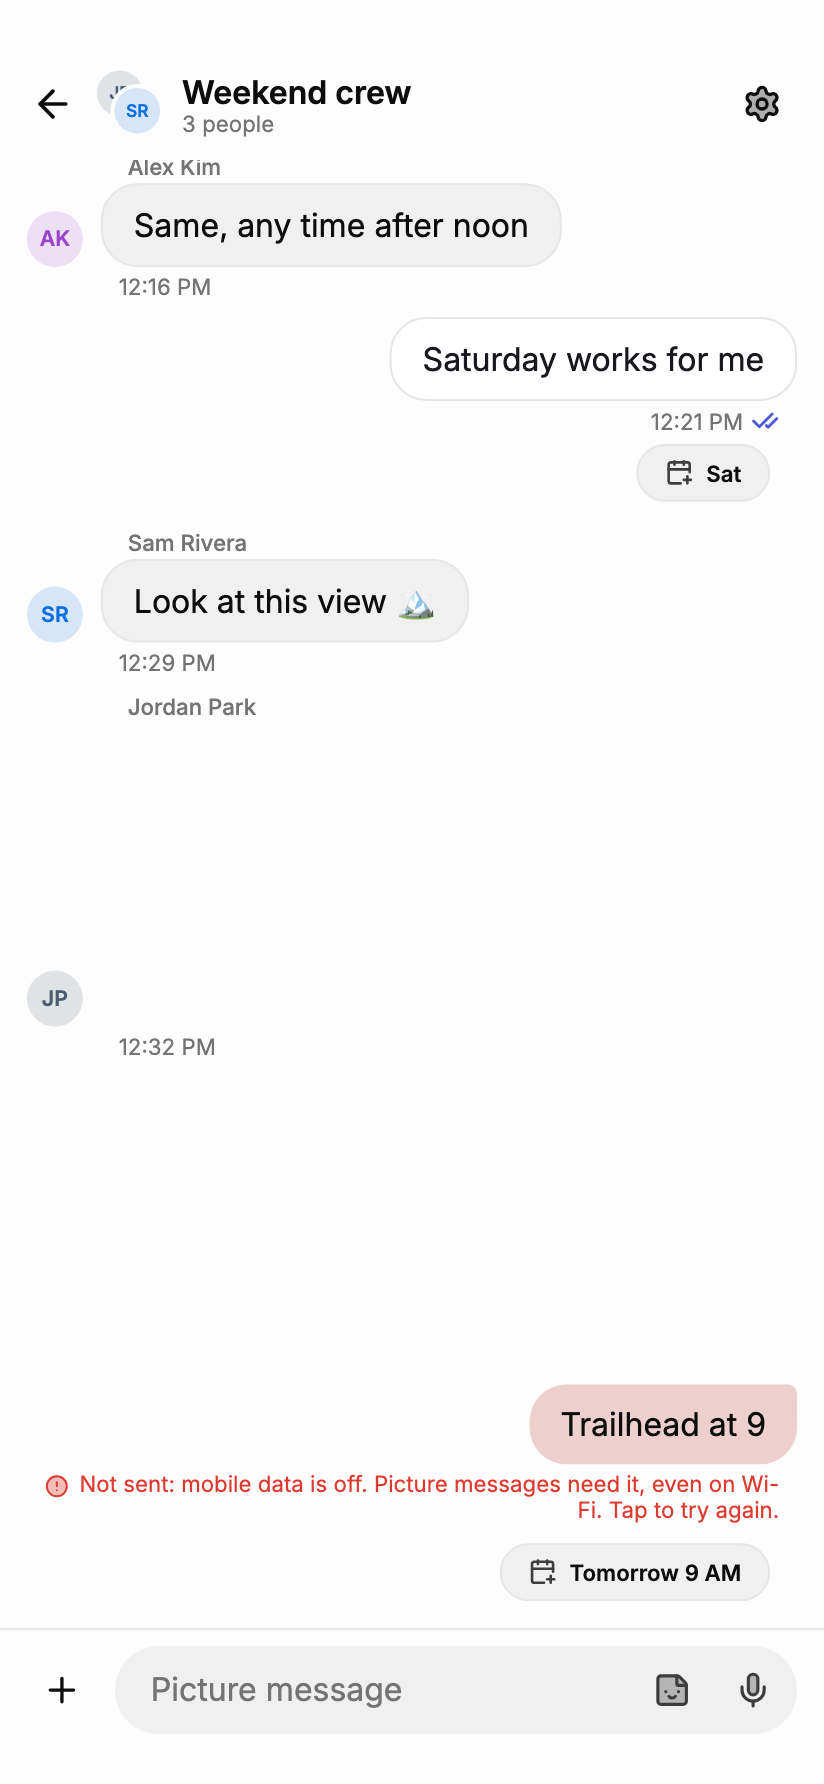 Weekend crew
SR
3 people
Alex Kim
AK
Same, any time after noon
12:16 PM
Saturday works for me
12:21 PM
Sat
Sam Rivera
SR
Look at this view 🏔️
12:29 PM
Jordan Park
JP
12:32 PM
Trailhead at 9
Not sent: mobile data is off. Picture messages need it, even on Wi-
Fi. Tap to try again.
Tomorrow 9 AM
Picture message